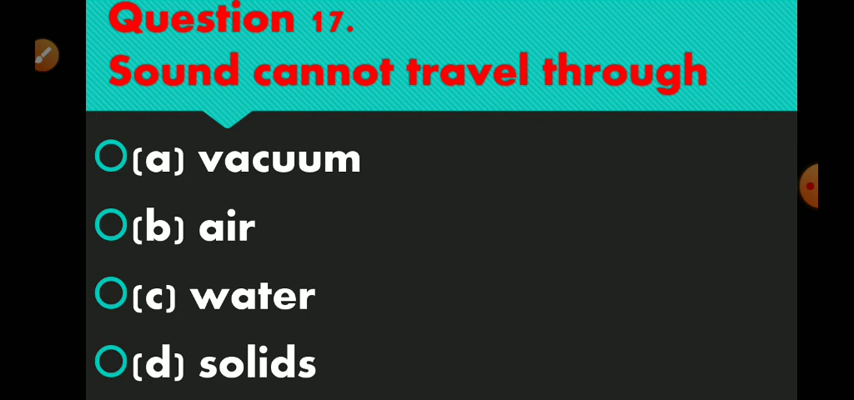 Question 17.
Sound cannot travel through
(a) vacuum
(b) air
(c) water
(d) solids